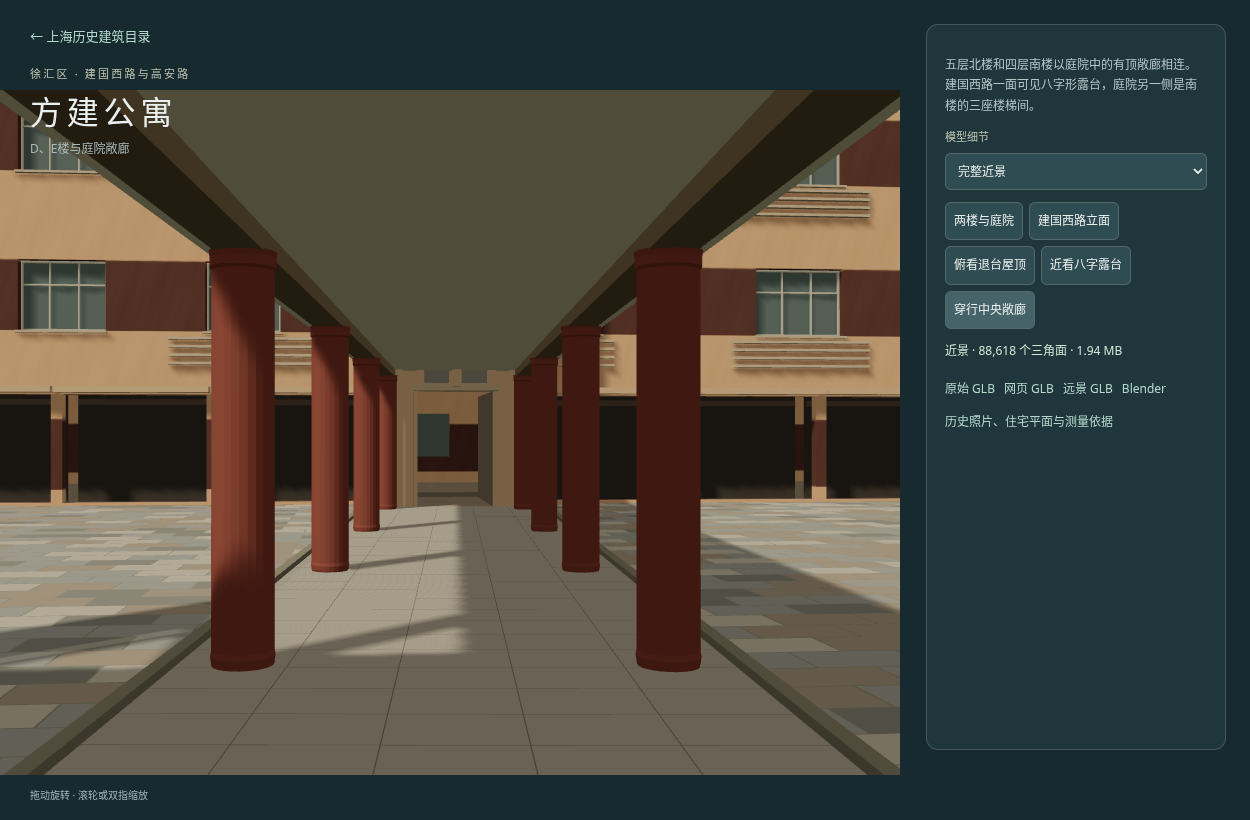 ← 上海历史建筑目录
徐汇区 · 建国西路与高安路
方建公寓
D、E楼与庭院敞廊
五层北楼和四层南楼以庭院中的有顶敞廊相连。
建国西路一面可见八字形露台，庭院另一侧是南
楼的三座楼梯间。
模型细节
完整近景
两楼与庭院 建国西路立面
俯看退台屋顶 近看八字露台
穿行中央敞廊
近景 · 88,618 个三角面 · 1.94 MB
原始 GLB 网页 GLB 远景 GLB Blender
历史照片、住宅平面与测量依据
拖动旋转 · 滚轮或双指缩放